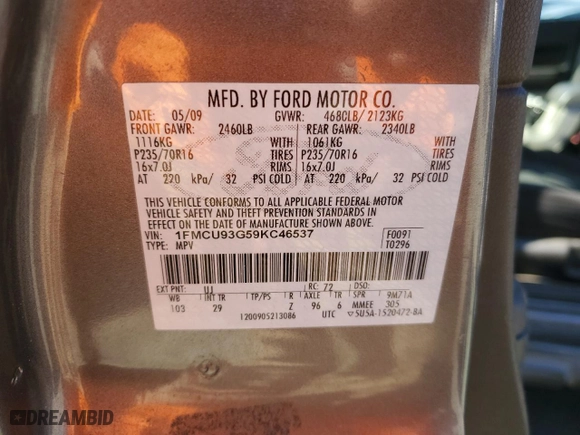 MFD. BY FORD MOTOR CO.
DATE: 05/09 GVWR: 4680LB/ 2123KG
FRONT GAWR: 2460LB REAR GAWR: 2340LB
1116KG WITH 1061KG WITH
P235/70R16 TIRES P235/70R16 TIRES
16x7.0J RIMS 16x7.0J RIMS
AT 220 kPa/ 32 PSI COLD AT 220 kPa/ 32 PSI COLD
THIS VEHICLE CONFORMS TO ALL APPLICABLE FEDERAL MOTOR
VEHICLE SAFETY AND THEFT PREVENTION STANDARDS IN
EFFECT ON THE DATE OF MANUFACTURE SHOWN ABOVE.
VIN: 1FMCU93G59KC46537 F0091
TYPE: MPV T0296
EXT PNT: UJ RC: 72 DSO:
WB INT TR TP/PS R AXLE TR SPR 9M71A
103 29 Z 96 6 MMEE 305
1200905213086 UTC 5U5A-1520472-BA
Ford
©DREAMBID